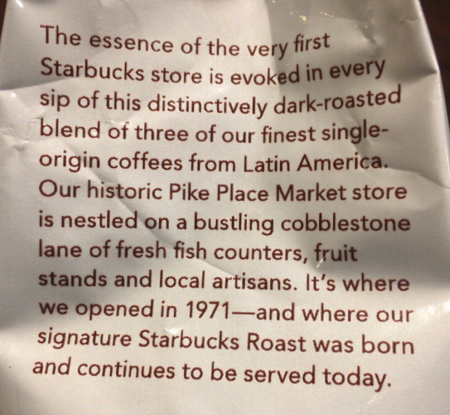 The essence of the very first
Starbucks store is evoked in every
sip of this distinctively dark-roasted
blend of three of our finest single-
origin coffees from Latin America.
Our historic Pike Place Market store
is nestled on a bustling cobblestone
lane of fresh fish counters, fruit
stands and local artisans. It's where
we opened in 1971—and where our
signature Starbucks Roast was born
and continues to be served today.